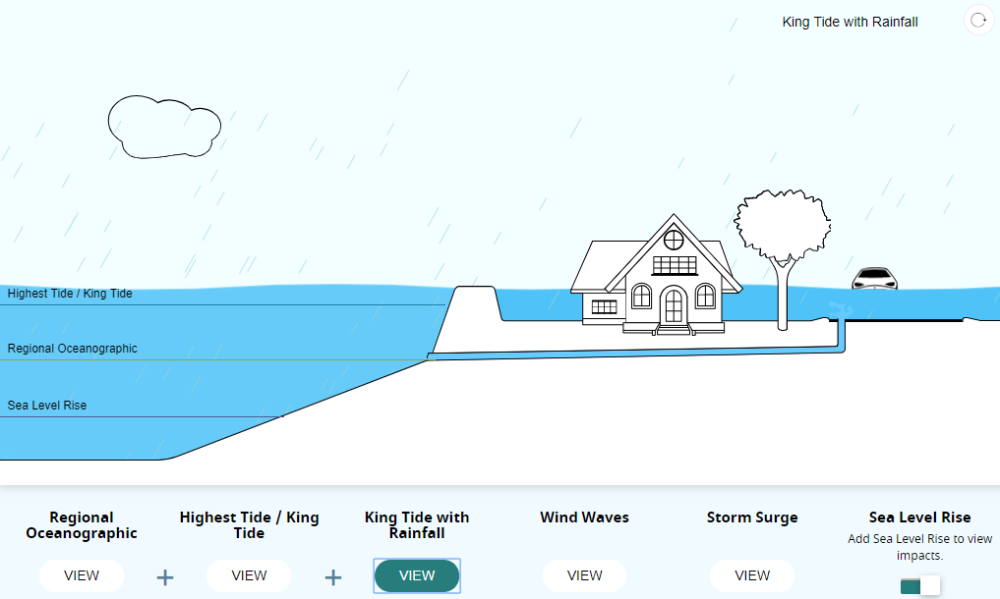 King Tide with Rainfall
Highest Tide / King Tide
Regional Oceanographic
Sea Level Rise
Regional
Oceanographic
VIEW
Highest Tide / King
Tide
VIEW
King Tide with
Rainfall
VIEW
Wind Waves
VIEW
Storm Surge
VIEW
Sea Level Rise
Add Sea Level Rise to view
impacts.